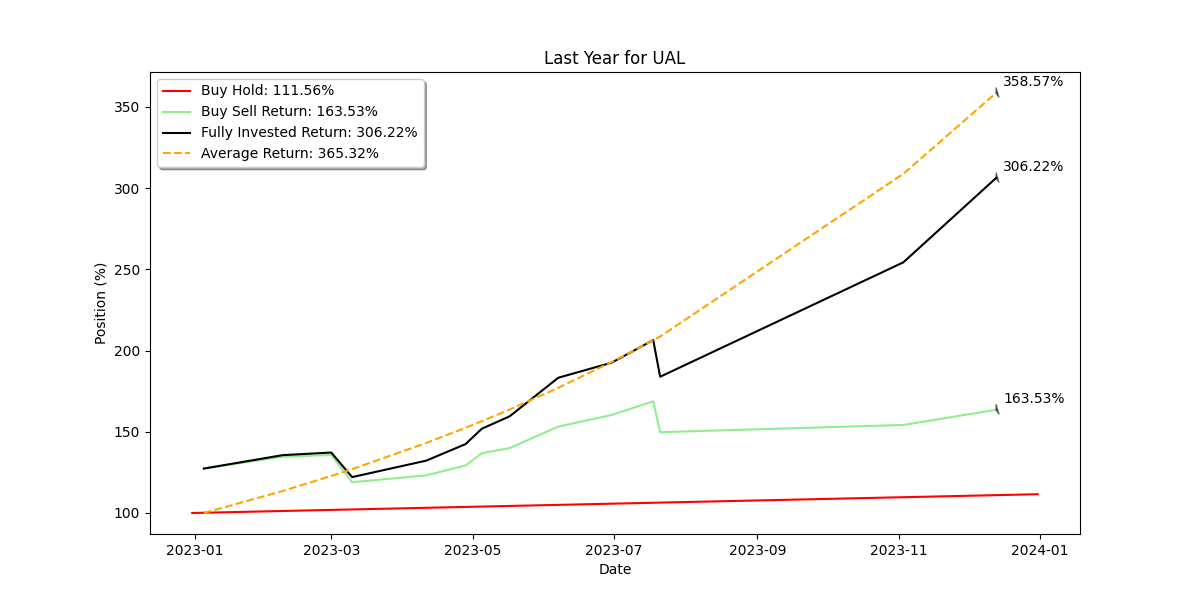 Last Year for UAL
Buy Hold: 111.56%
Buy Sell Return: 163.53%
Fully Invested Return: 306.22%
Average Return: 365.32%
358.57%
306.22%
163.53%
Position (%)
350
300
250
200
150
100
2023-01
2023-03
2023-05
2023-07
2023-09
2023-11
2024-01
Date